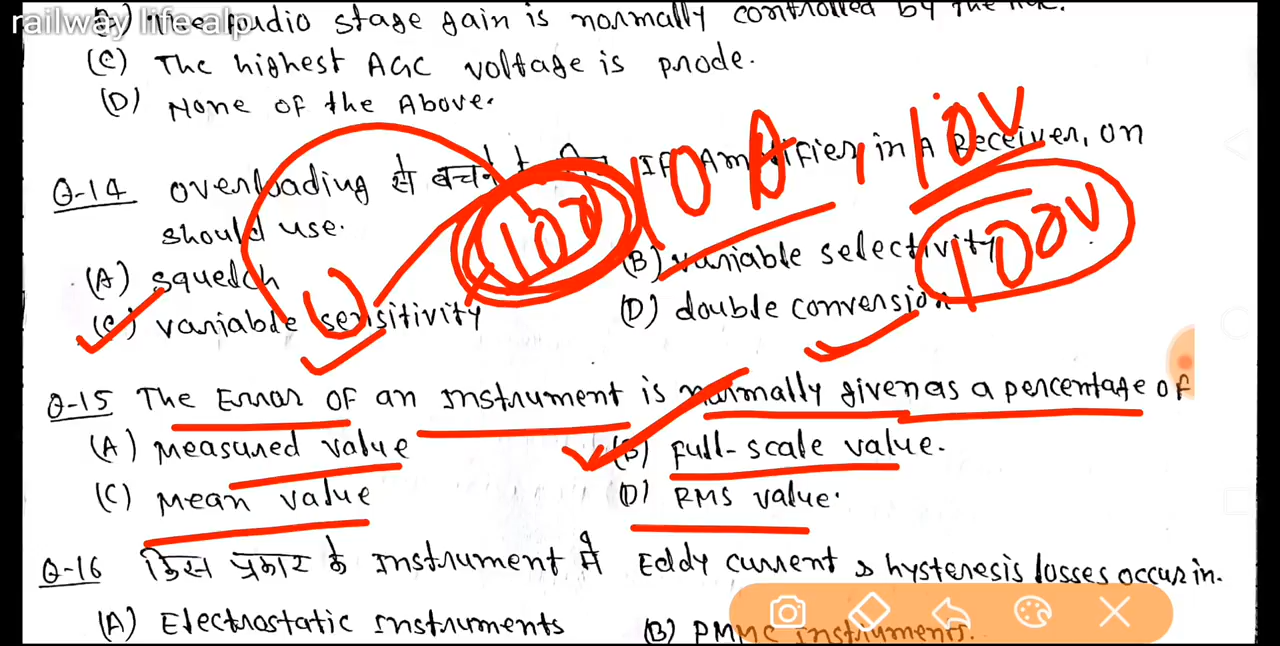 railway life alp
(B) The Audio stage gain is normally controlled by the AGC.
(C) The highest AGC voltage is prode.
(D) None of the Above.
Q-14 overloading से बचने के लिए IF Amplifier in A Receiver, on
should use.
(A) squelch (B) variable selectivity
(C) variable sensitivity (D) double conversion
10A, 10V
100V
0
Q-15 The Error of an Instrument is normally given as a percentage of
(A) measured value (B) Full-scale value.
(C) Mean value (D) RMS value.
Q-16 किस प्रकार के Instrument में Eddy current & hysteresis losses occur in.
(A) Electrostatic Instruments (B) PMMC instruments.